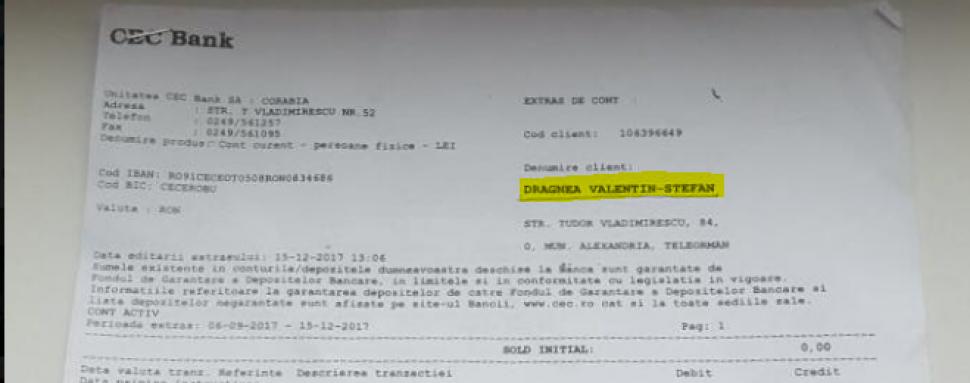 CEC Bank
Unitatea CEC Bank SA : CORABIA
Adresa : STR. T VLADIMIRESCU NR.52
Telefon : 0249/561257
Fax : 0249/561095
Denumire produs: Cont curent - persoane fizice - LEI
Cod IBAN: RO91CECEOT0508RON0834686
Cod BIC: CECEROBU
Valuta : RON
EXTRAS DE CONT :
Cod client: 106396649
Denumire client:
DRAGNEA VALENTIN-STEFAN
STR. TUDOR VLADIMIRESCU, 84,
0, MUN. ALEXANDRIA, TELEORMAN
Data editarii extrasului: 15-12-2017 13:06
Sumele existente in conturile/depozitele dumneavoastra deschise la Banca sunt garantate de
Fondul de Garantare a Depozitelor Bancare, in limitele si in conformitate cu legislatia in vigoare.
Informatiile referitoare la garantarea depozitelor de catre Fondul de Garantare a Depozitelor Bancare si
lista depozitelor negarantate sunt afisate pe site-ul Bancii, www.cec.ro cat si la toate sediile sale.
CONT ACTIV
Perioada extras: 06-09-2017 - 15-12-2017 Pag: 1
SOLD INITIAL: 0,00
Data valuta tranz. Referinte Descrierea tranzactiei Debit Credit